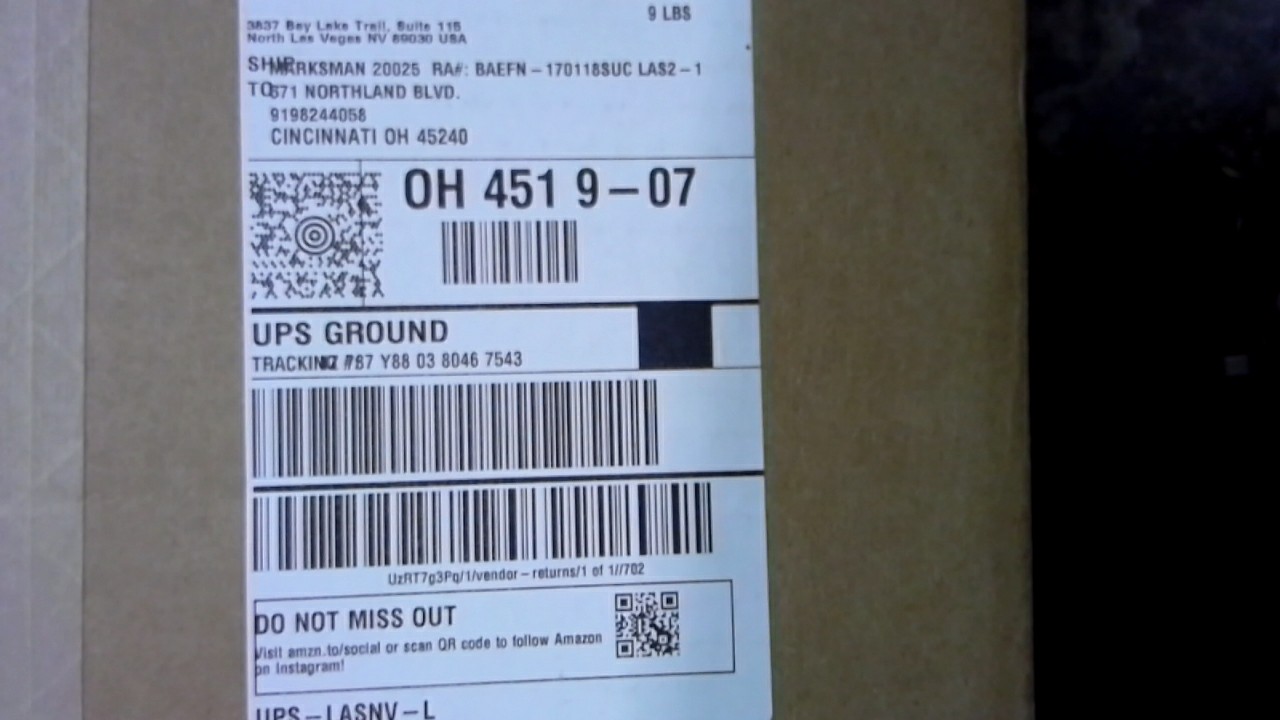 9 LBS
3837 Bay Lake Trail, Suite 115
North Las Vegas NV 89030 USA
SHIP
TO
MARKSMAN 20025 RA#: BAEFN-170118SUC LAS2-1
671 NORTHLAND BLVD.
9198244058
CINCINNATI OH 45240
OH 451 9-07
UPS GROUND
TRACKING #: Y88 03 8046 7543
UzRT7g3Pq/1/vendor-returns/1 of 1//702
DO NOT MISS OUT
Visit amzn.to/social or scan QR code to follow Amazon
on Instagram!
UPS-LASNV-L